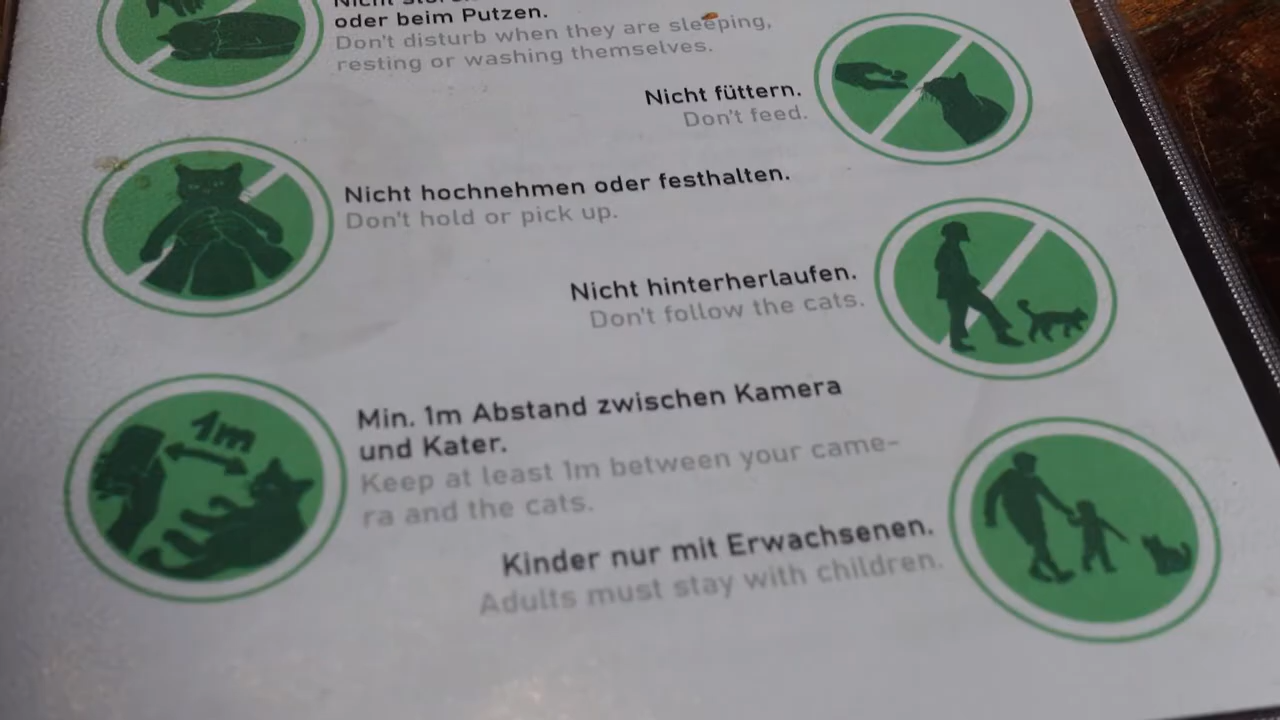 oder beim Putzen.
Don't disturb when they are sleeping,
resting or washing themselves.
Nicht füttern.
Don't feed.
Nicht hochnehmen oder festhalten.
Don't hold or pick up.
Nicht hinterherlaufen.
Don't follow the cats.
1m
Min. 1m Abstand zwischen Kamera
und Kater.
Keep at least 1m between your came-
ra and the cats.
Kinder nur mit Erwachsenen.
Adults must stay with children.